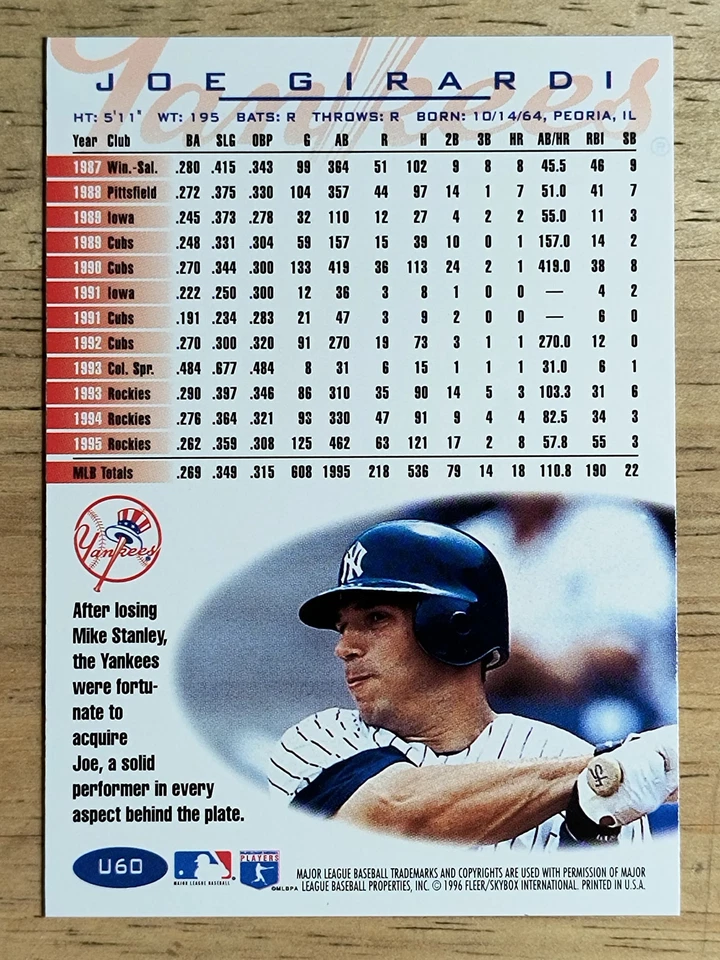 Yankees
JOE GIRARDI
HT: 5'11" WT: 195 BATS: R THROWS: R BORN: 10/14/64, PEORIA, IL
Year Club BA SLG OBP G AB R H 2B 3B HR AB/HR RBI SB
1987 Win.-Sal. .280 .415 .343 99 364 51 102 9 8 8 45.5 46 9
1988 Pittsfield .272 .375 .330 104 357 44 97 14 1 7 51.0 41 7
1989 Iowa .245 .373 .278 32 110 12 27 4 2 2 55.0 11 3
1989 Cubs .248 .331 .304 59 157 15 39 10 0 1 157.0 14 2
1990 Cubs .270 .344 .300 133 419 36 113 24 2 1 419.0 38 8
1991 Iowa .222 .250 .300 12 36 3 8 1 0 0 — 4 2
1991 Cubs .191 .234 .283 21 47 3 9 2 0 0 — 6 0
1992 Cubs .270 .300 .320 91 270 19 73 3 1 1 270.0 12 0
1993 Col. Spr. .484 .677 .484 8 31 6 15 1 1 1 31.0 6 1
1993 Rockies .290 .397 .346 86 310 35 90 14 5 3 103.3 31 6
1994 Rockies .276 .364 .321 93 330 47 91 9 4 4 82.5 34 3
1995 Rockies .262 .359 .308 125 462 63 121 17 2 8 57.8 55 3
MLB Totals .269 .349 .315 608 1995 218 536 79 14 18 110.8 190 22
Yankees
NY
After losing
Mike Stanley,
the Yankees
were fortu-
nate to
acquire
Joe, a solid
performer in every
aspect behind the plate.
U60
MAJOR LEAGUE BASEBALL
PLAYERS
©MLBPA
MAJOR LEAGUE BASEBALL TRADEMARKS AND COPYRIGHTS ARE USED WITH PERMISSION OF MAJOR
LEAGUE BASEBALL PROPERTIES, INC. © 1996 FLEER/SKYBOX INTERNATIONAL. PRINTED IN U.S.A.